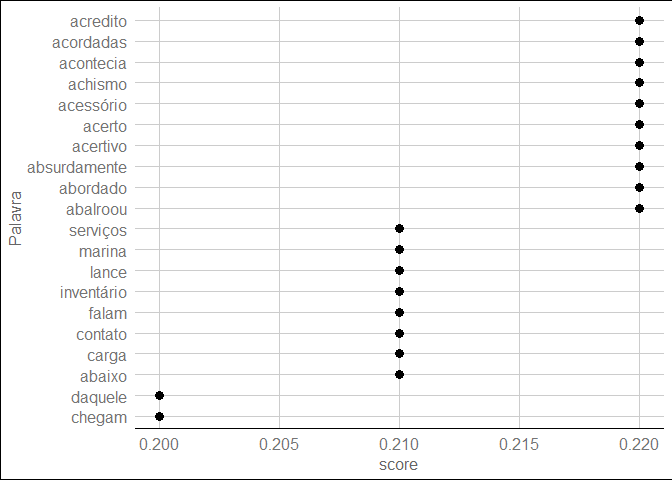 acredito
acordadas
acontecia
achismo
acessório
acerto
acertivo
absurdamente
abordado
abalroou
serviços
marina
lance
inventário
falam
contato
carga
abaixo
daquele
chegam
Palavra
0.200 0.205 0.210 0.215 0.220
score